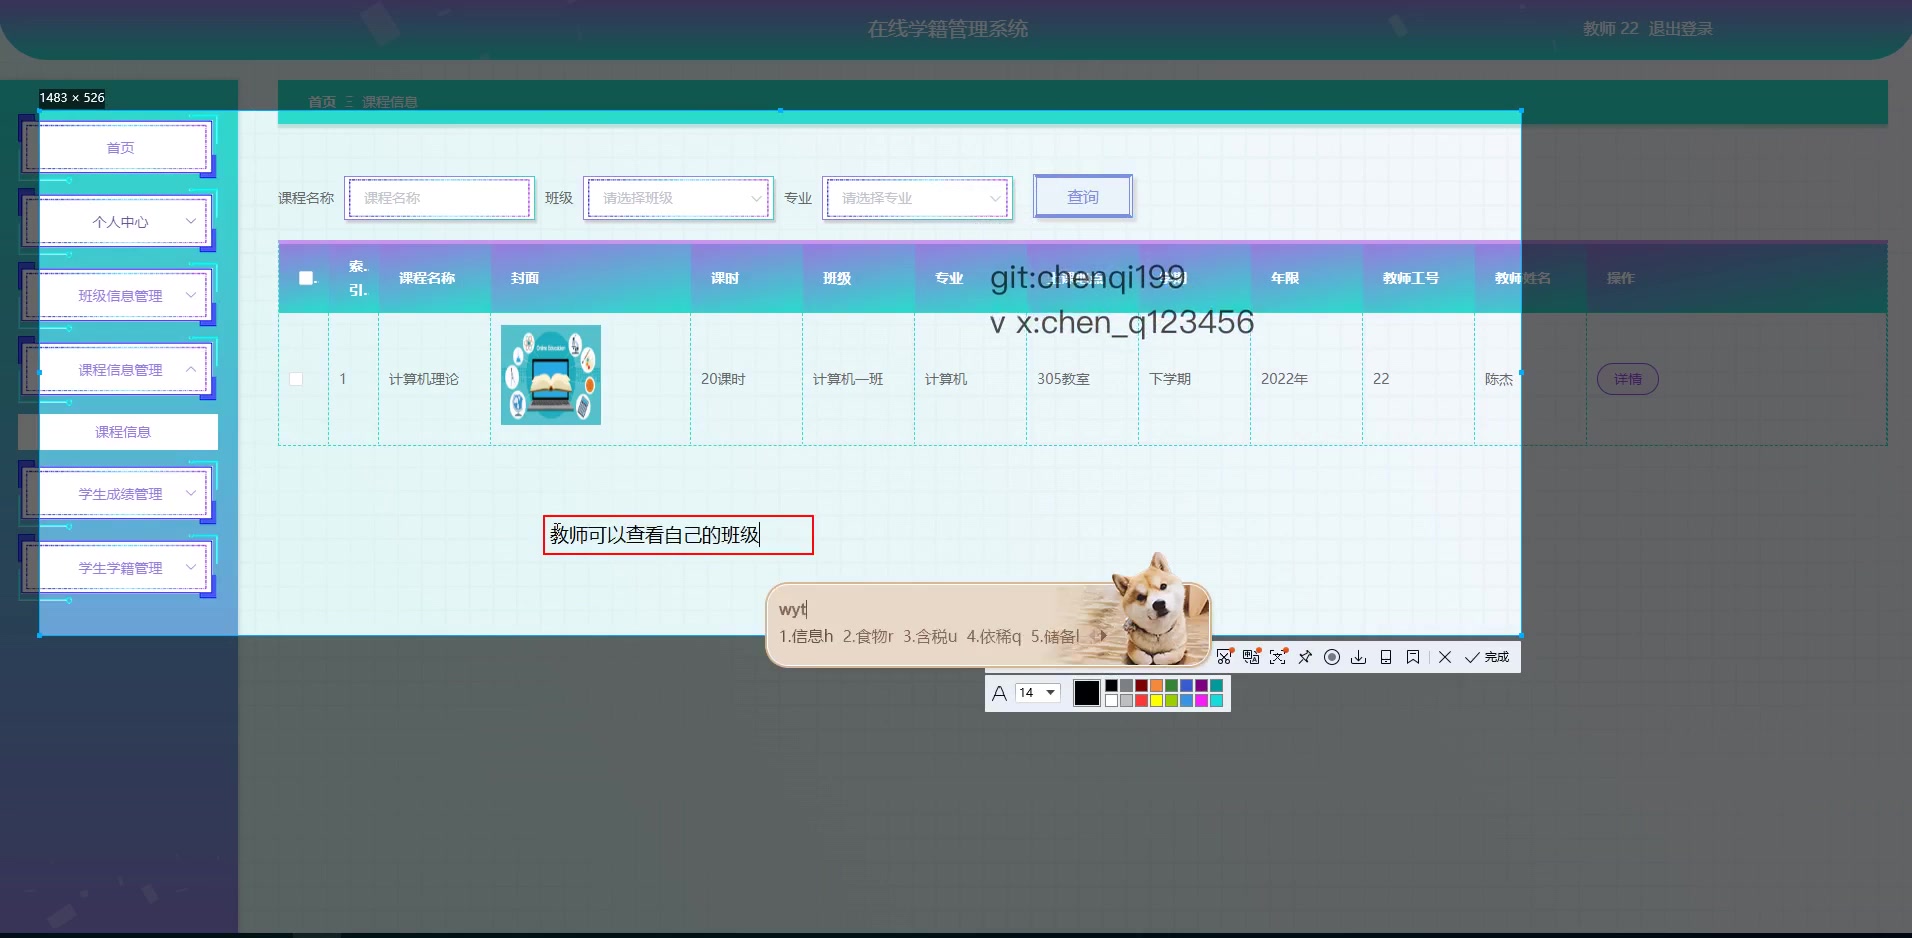 在线学籍管理系统
教师 22 退出登录
1483 × 526
首页 课程信息
首页
个人中心
班级信息管理
课程信息管理
课程信息
学生成绩管理
学生学籍管理
课程名称 课程名称 班级 请选择班级 专业 请选择专业 查询
索.. 引.. 课程名称 封面 课时 班级 专业 年限 教师工号 教师姓名 操作
git:chenqi199
v x:chen_q123456
1 计算机理论 20课时 计算机一班 计算机 305教室 下学期 2022年 22 陈杰 详情
Online Education
教师可以查看自己的班级
wyt
1.信息h 2.食物r 3.含税u 4.依稀q 5.储备l
完成
A 14